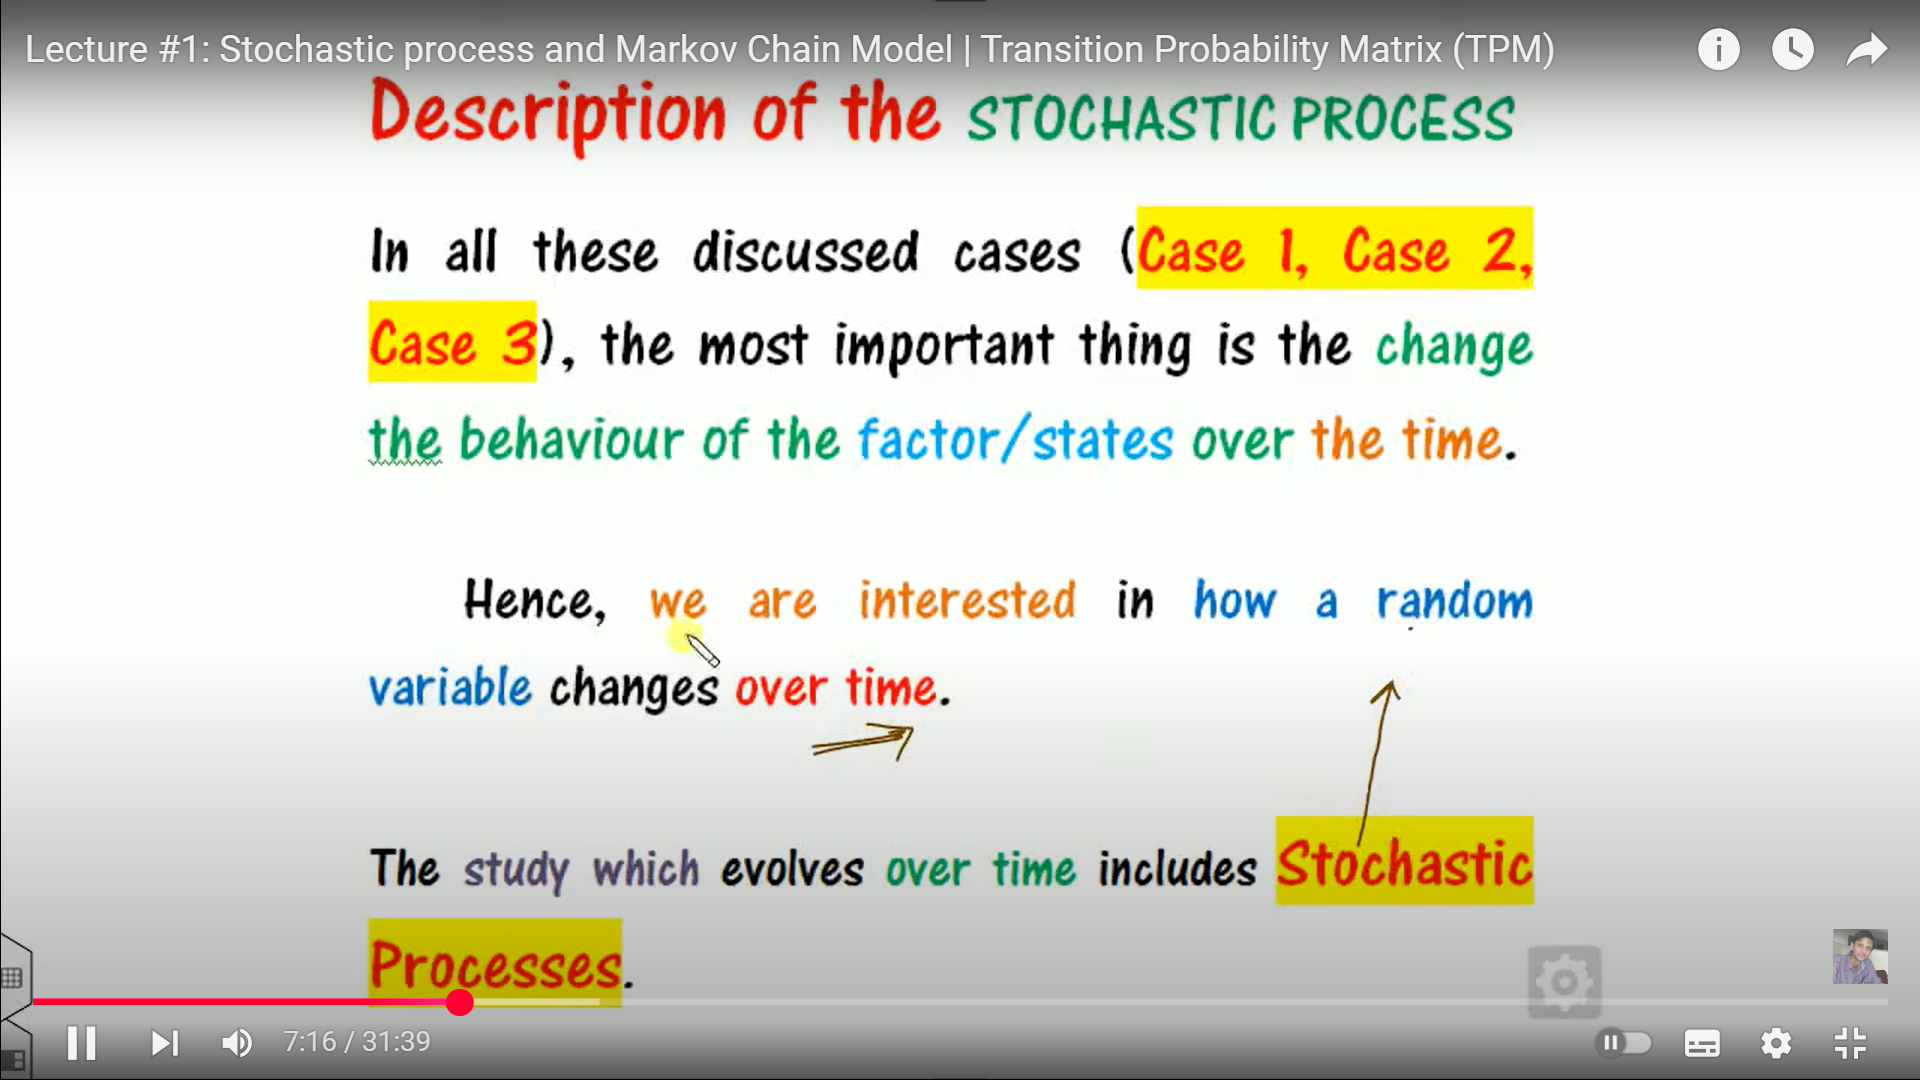 Lecture #1: Stochastic process and Markov Chain Model | Transition Probability Matrix (TPM)
Description of the STOCHASTIC PROCESS
In all these discussed cases (Case 1, Case 2,
Case 3), the most important thing is the change
the behaviour of the factor/states over the time.
Hence, we are interested in how a random
variable changes over time.
The study which evolves over time includes Stochastic
Processes.
7:16 / 31:39